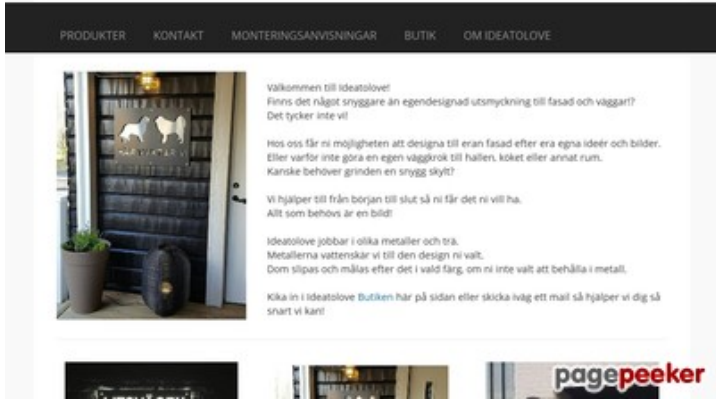 PRODUKTER KONTAKT MONTERINGSANVISNINGAR BUTIK OM IDEATOLOVE
Välkommen till Ideatolove!
Finns det något snyggare än egendesignad utsmyckning till fasad och väggar!?
Det tycker inte vi!
Hos oss får ni möjligheten att designa till eran fasad efter era egna ideér och bilder.
Eller varför inte göra en egen väggkrok till hallen, köket eller annat rum.
Kanske behöver grinden en snygg skylt?
Vi hjälper till från början till slut så ni får det ni vill ha.
Allt som behövs är en bild!
Ideatolove jobbar i olika metaller och trä.
Metallerna vattenskär vi till den design ni valt.
Dom slipas och målas efter det i vald färg, om ni inte valt att behålla i metall.
Kika in i Ideatolove Butiken här på sidan eller skicka iväg ett mail så hjälper vi dig så
snart vi kan!
pagepeeker